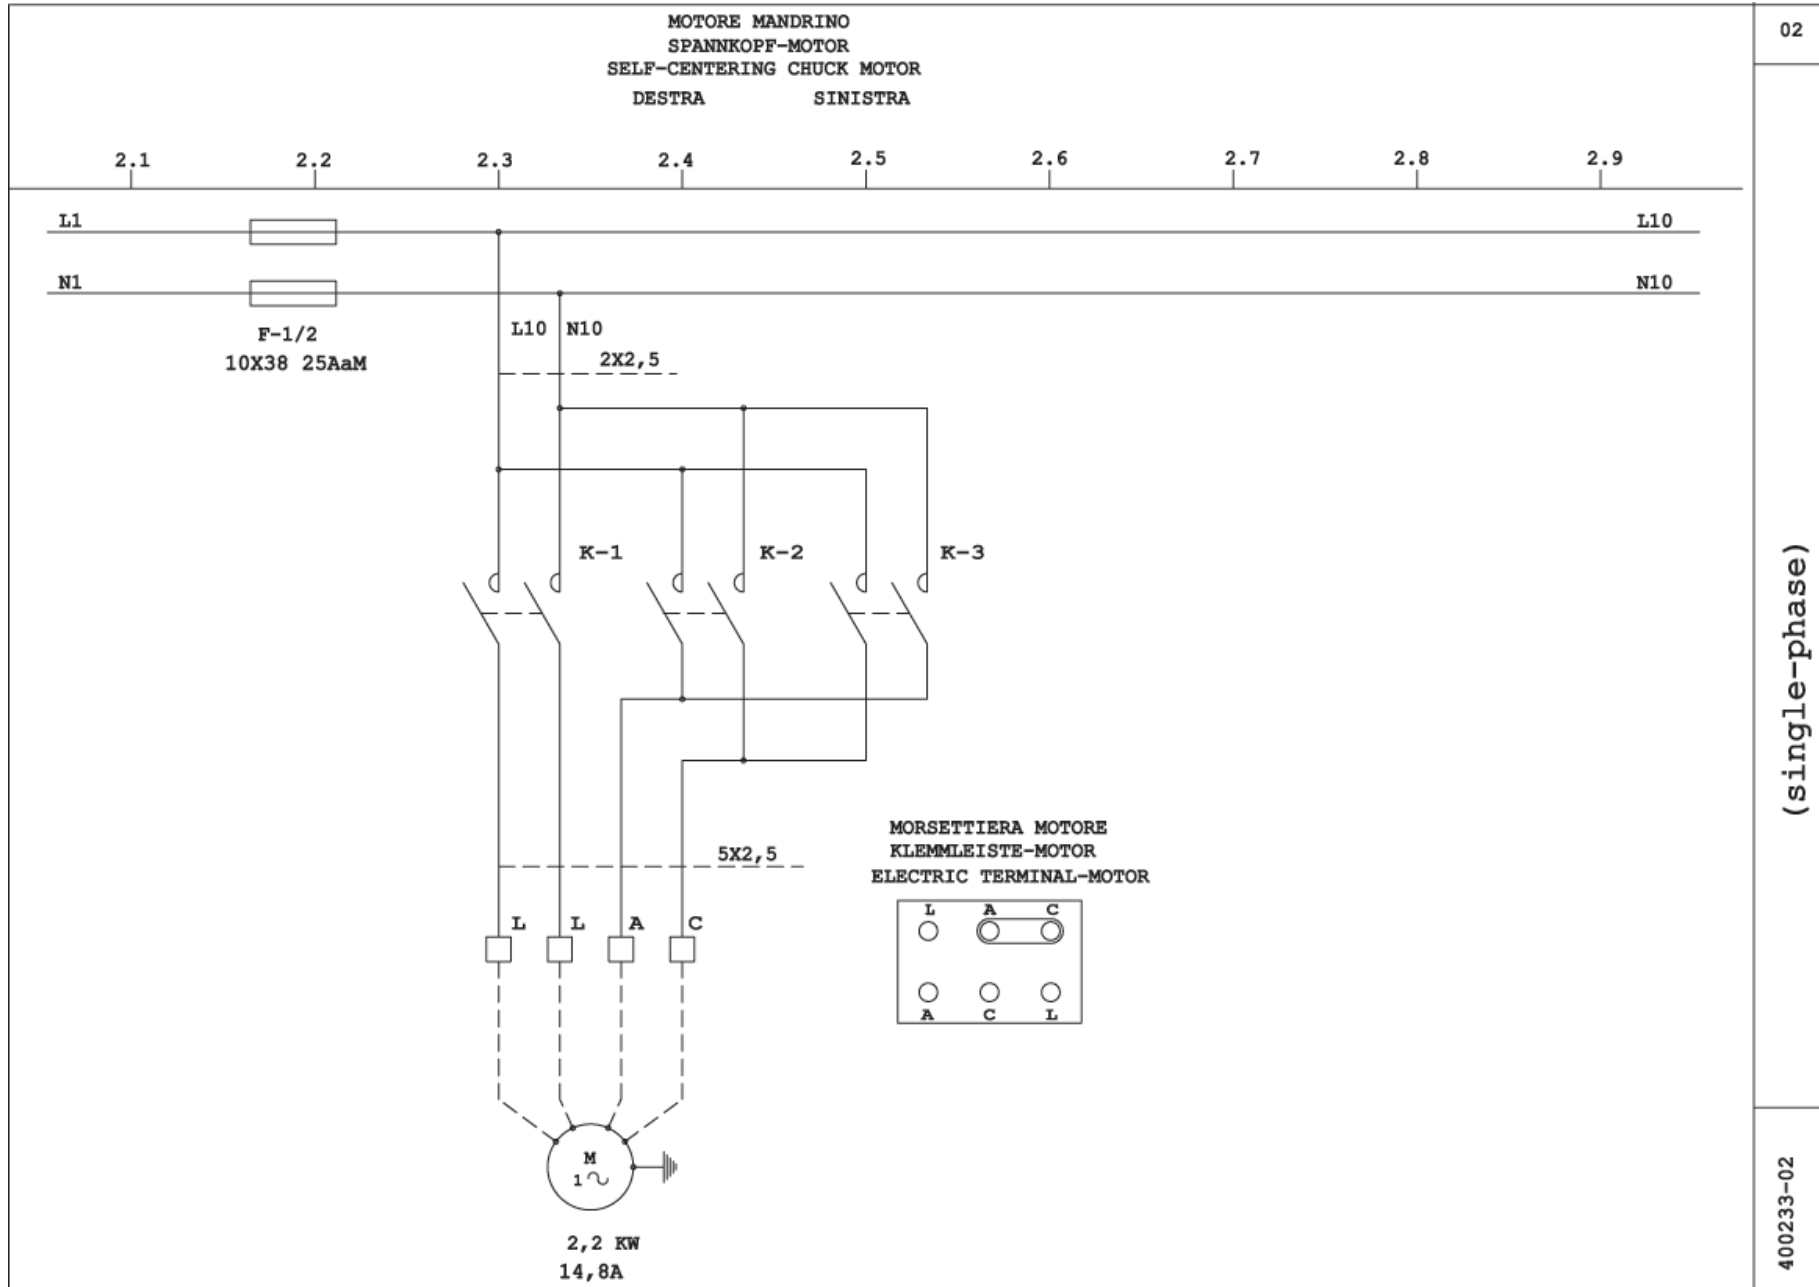 MOTORE MANDRINO
SPANNKOPF-MOTOR
SELF-CENTERING CHUCK MOTOR
DESTRA SINISTRA
02
2.1 2.2 2.3 2.4 2.5 2.6 2.7 2.8 2.9
L1 L10
N1 N10
F-1/2
10X38 25AaM
L10 N10
2X2,5
K-1 K-2 K-3
(single-phase)
5X2,5
L L A C
MORSETTIERA MOTORE
KLEMMLEISTE-MOTOR
ELECTRIC TERMINAL-MOTOR
L A C
A C L
M
1
2,2 KW
14,8A
400233-02